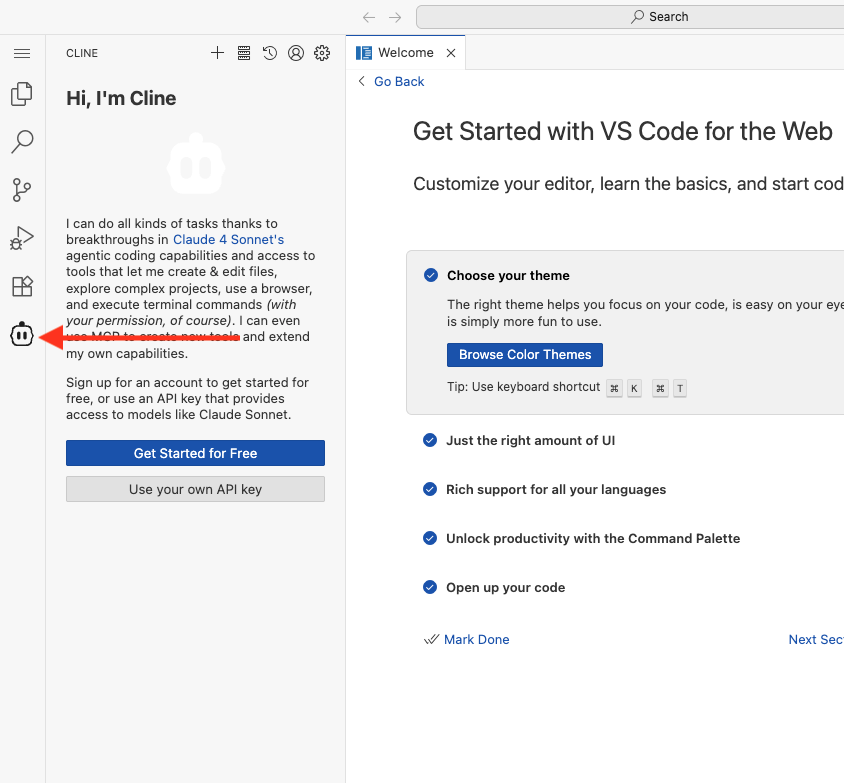 Search
CLINE
Welcome
Go Back
Hi, I'm Cline
Get Started with VS Code for the Web
Customize your editor, learn the basics, and start cod
I can do all kinds of tasks thanks to
breakthroughs in Claude 4 Sonnet's
agentic coding capabilities and access to
tools that let me create & edit files,
explore complex projects, use a browser,
and execute terminal commands (with
your permission, of course). I can even
use MCP to create new tools and extend
my own capabilities.
Sign up for an account to get started for
free, or use an API key that provides
access to models like Claude Sonnet.
Get Started for Free
Use your own API key
Choose your theme
The right theme helps you focus on your code, is easy on your eye
is simply more fun to use.
Browse Color Themes
Tip: Use keyboard shortcut ⌘ K ⌘ T
Just the right amount of UI
Rich support for all your languages
Unlock productivity with the Command Palette
Open up your code
Mark Done
Next Sec